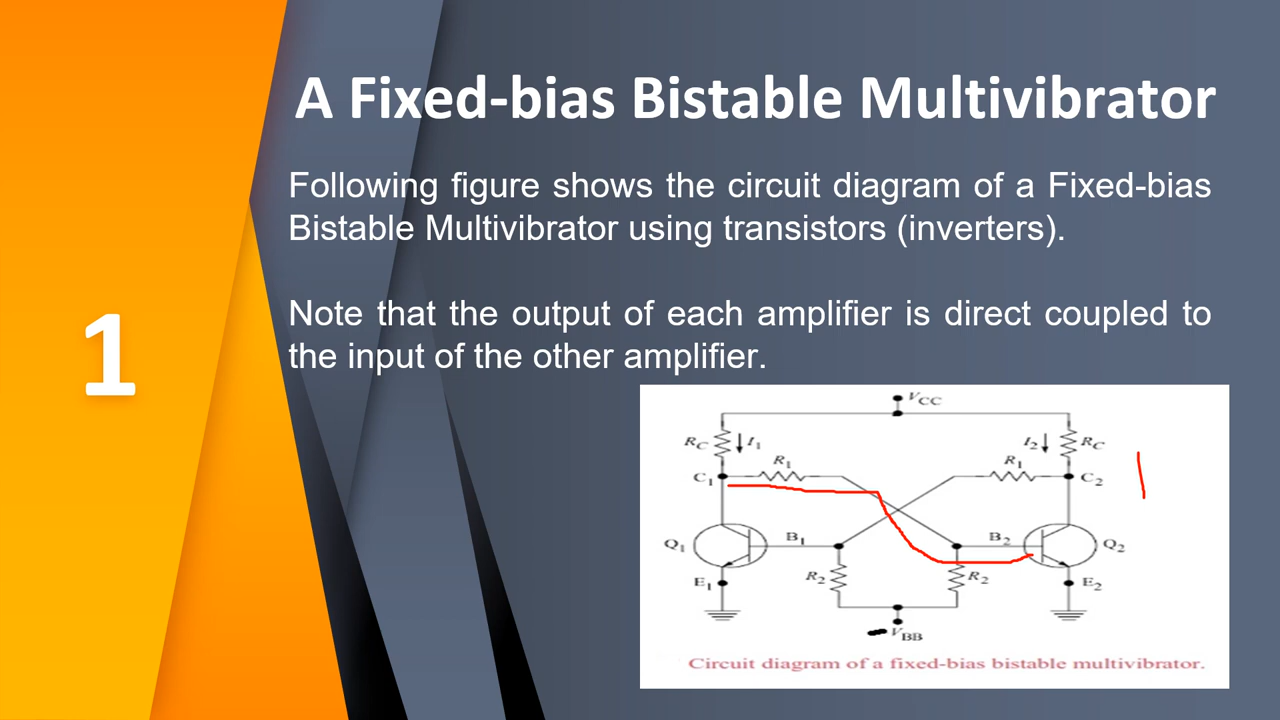 A Fixed-bias Bistable Multivibrator
Following figure shows the circuit diagram of a Fixed-bias
Bistable Multivibrator using transistors (inverters).
Note that the output of each amplifier is direct coupled to
the input of the other amplifier.
1
VCC
RC I1 I2 RC
R1 R1
C1 C2
Q1 B1 B2 Q2
E1 R2 R2 E2
-VBB
Circuit diagram of a fixed-bias bistable multivibrator.